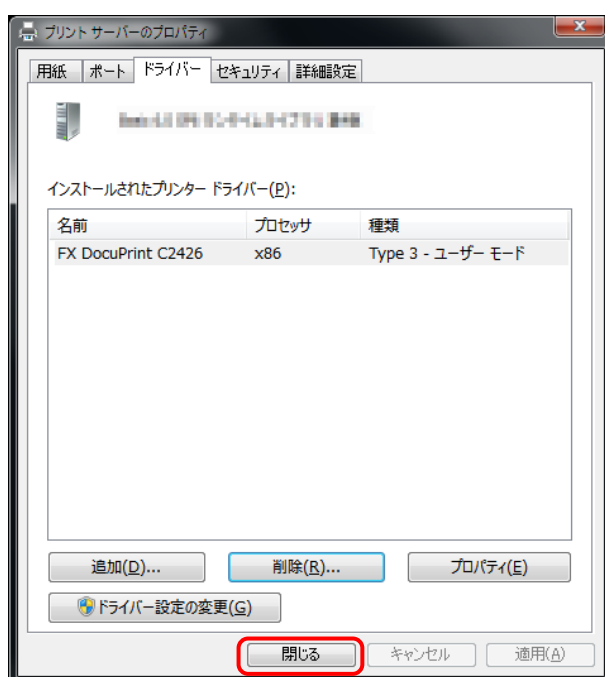 プリント サーバーのプロパティ
用紙 ポート ドライバー セキュリティ 詳細設定
インストールされたプリンター ドライバー(P):
名前 プロセッサ 種類
FX DocuPrint C2426 x86 Type 3 - ユーザー モード
追加(D)... 削除(R)... プロパティ(E)
ドライバー設定の変更(G)
閉じる キャンセル 適用(A)